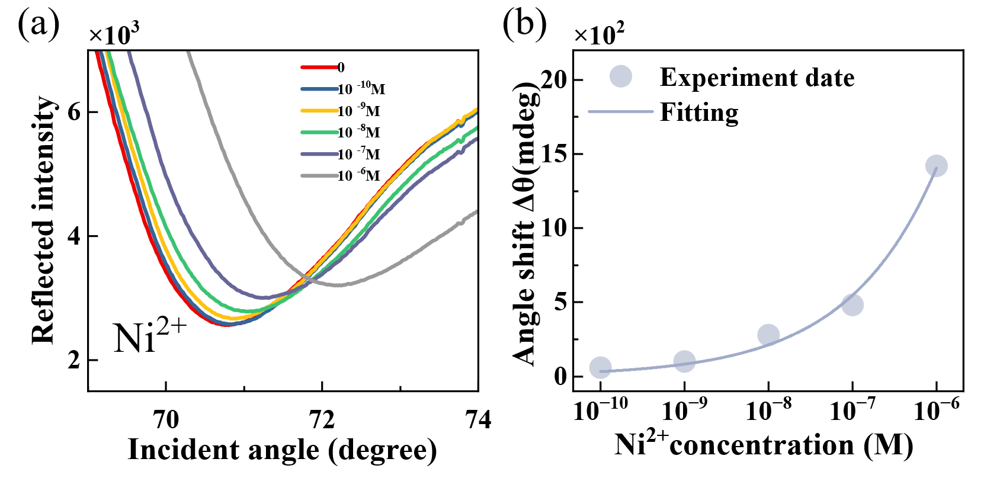 (a)
×10³
Reflected intensity
6
4
2
0
10 ⁻¹⁰M
10 ⁻⁹M
10 ⁻⁸M
10 ⁻⁷M
10 ⁻⁶M
Ni²⁺
70 72 74
Incident angle (degree)
(b)
×10²
Angle shift Δθ(mdeg)
20
15
10
5
0
Experiment date
Fitting
10⁻¹⁰ 10⁻⁹ 10⁻⁸ 10⁻⁷ 10⁻⁶
Ni²⁺concentration (M)